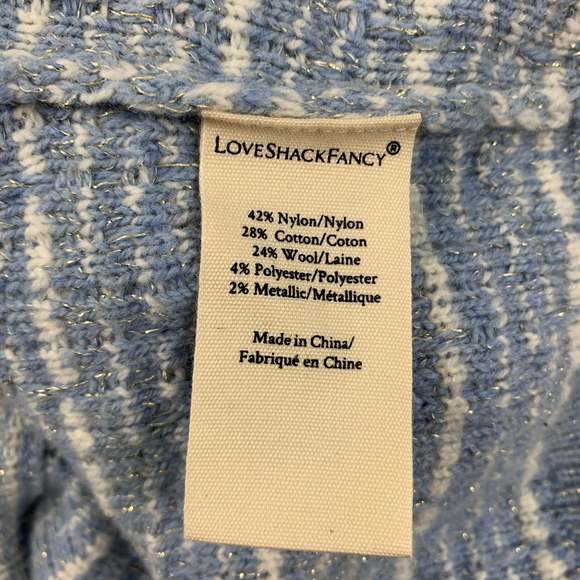 LoveShackFancy®
42% Nylon/Nylon
28% Cotton/Coton
24% Wool/Laine
4% Polyester/Polyester
2% Metallic/Métallique
Made in China/
Fabriqué en Chine